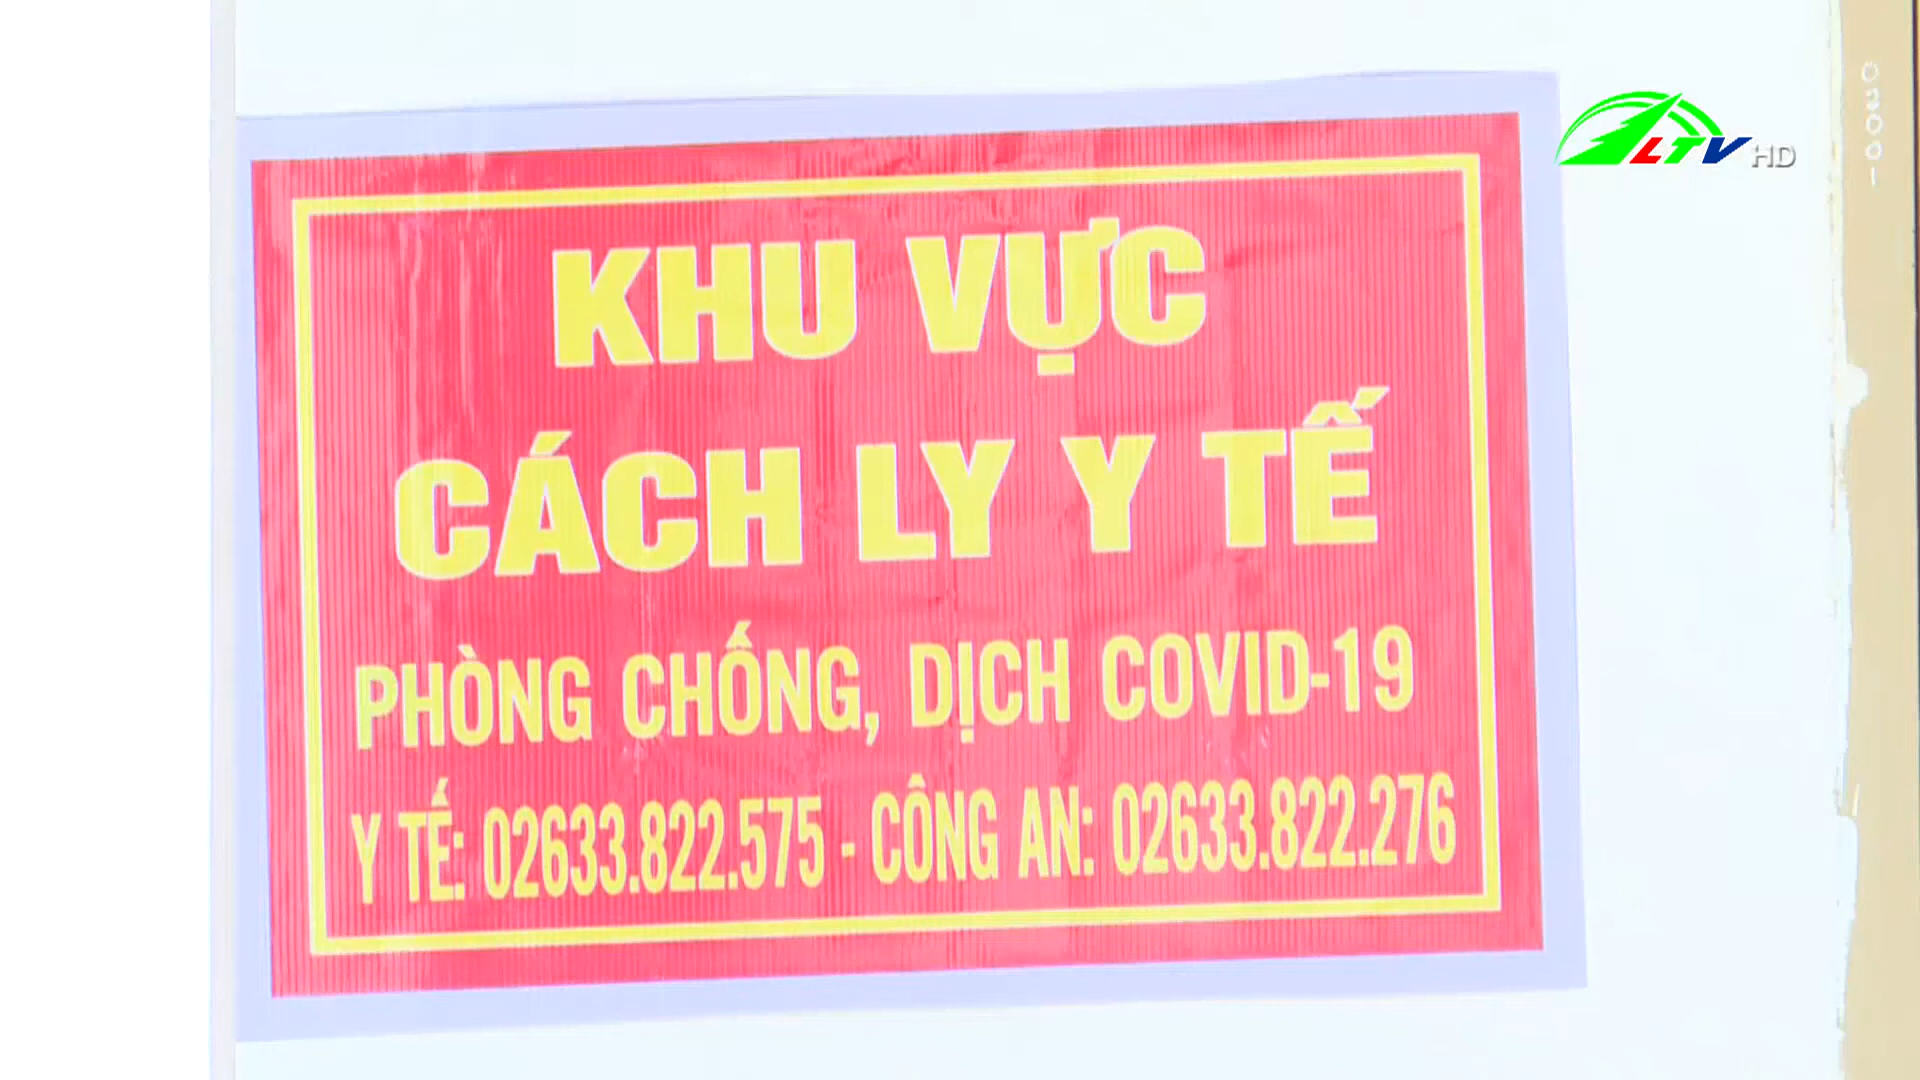 LTV HD
KHU VỰC
CÁCH LY Y TẾ
PHÒNG CHỐNG, DỊCH COVID-19
Y TẾ: 02633.822.575 - CÔNG AN: 02633.822.276